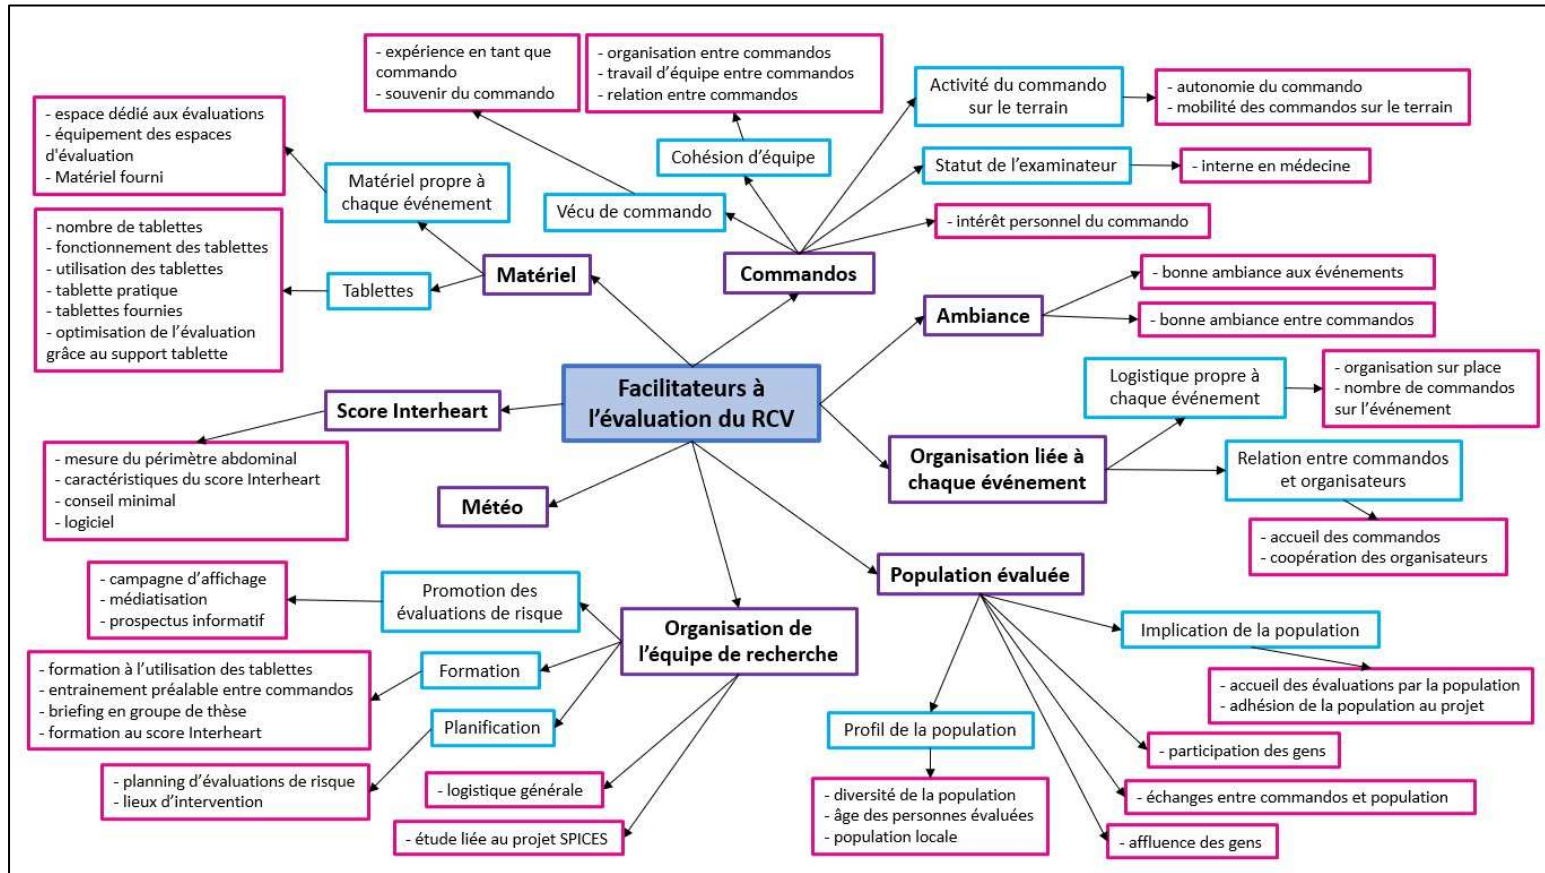 - expérience en tant que
commando
- souvenir du commando
- organisation entre commandos
- travail d'équipe entre commandos
- relation entre commandos
Activité du commando
sur le terrain
- autonomie du commando
- mobilité des commandos sur le terrain
- espace dédié aux évaluations
- équipement des espaces
d'évaluation
- Matériel fourni
Matériel propre à
chaque événement
Cohésion d'équipe
Statut de l'examinateur
- interne en médecine
Vécu de commando
- intérêt personnel du commando
- nombre de tablettes
- fonctionnement des tablettes
- utilisation des tablettes
- tablette pratique
- tablettes fournies
- optimisation de l'évaluation
grâce au support tablette
Tablettes
Matériel
Commandos
Ambiance
- bonne ambiance aux événements
- bonne ambiance entre commandos
Facilitateurs à
l'évaluation du RCV
Score Interheart
Logistique propre à
chaque événement
- organisation sur place
- nombre de commandos
sur l'événement
- mesure du périmètre abdominal
- caractéristiques du score Interheart
- conseil minimal
- logiciel
Météo
Organisation liée à
chaque événement
Relation entre commandos
et organisateurs
- accueil des commandos
- coopération des organisateurs
- campagne d'affichage
- médiatisation
- prospectus informatif
Promotion des
évaluations de risque
Organisation de
l'équipe de recherche
Population évaluée
Implication de la population
- accueil des évaluations par la population
- adhésion de la population au projet
- formation à l'utilisation des tablettes
- entrainement préalable entre commandos
- briefing en groupe de thèse
- formation au score Interheart
Formation
Planification
Profil de la population
- participation des gens
- planning d'évaluations de risque
- lieux d'intervention
- logistique générale
- diversité de la population
- âge des personnes évaluées
- population locale
- échanges entre commandos et population
- étude liée au projet SPICES
- affluence des gens